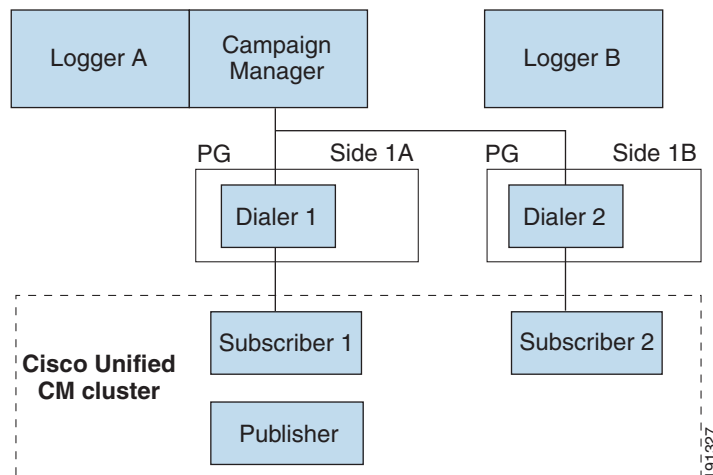 Logger A
Campaign
Manager
Logger B
PG
Side 1A
PG
Side 1B
Dialer 1
Dialer 2
Subscriber 1
Subscriber 2
Cisco Unified
CM cluster
Publisher
191327